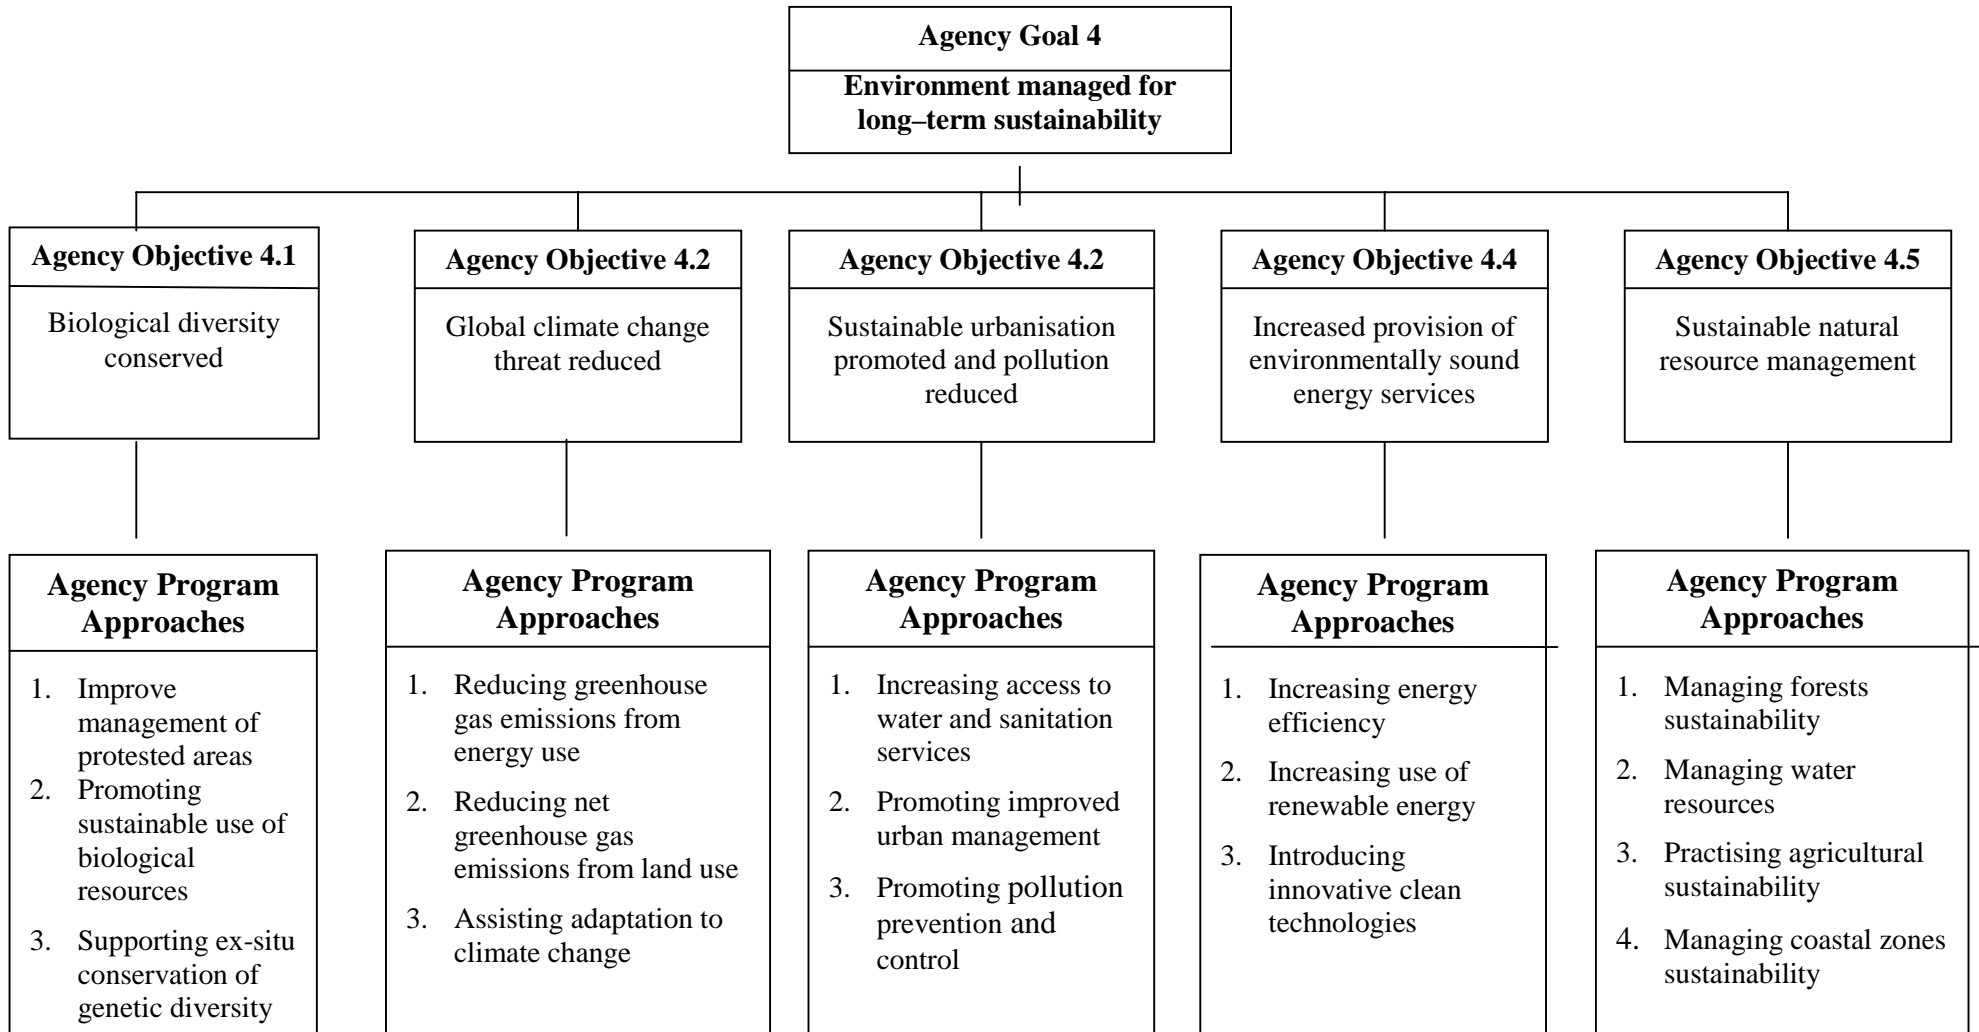 Agency Goal 4
Environment managed for
long–term sustainability
Agency Objective 4.1
Biological diversity
conserved
Agency Objective 4.2
Global climate change
threat reduced
Agency Objective 4.2
Sustainable urbanisation
promoted and pollution
reduced
Agency Objective 4.4
Increased provision of
environmentally sound
energy services
Agency Objective 4.5
Sustainable natural
resource management
Agency Program
Approaches
1. Improve
management of
protested areas
2. Promoting
sustainable use of
biological
resources
3. Supporting ex-situ
conservation of
genetic diversity
Agency Program
Approaches
1. Reducing greenhouse
gas emissions from
energy use
2. Reducing net
greenhouse gas
emissions from land use
3. Assisting adaptation to
climate change
Agency Program
Approaches
1. Increasing access to
water and sanitation
services
2. Promoting improved
urban management
3. Promoting pollution
prevention and
control
Agency Program
Approaches
1. Increasing energy
efficiency
2. Increasing use of
renewable energy
3. Introducing
innovative clean
technologies
Agency Program
Approaches
1. Managing forests
sustainability
2. Managing water
resources
3. Practising agricultural
sustainability
4. Managing coastal zones
sustainability